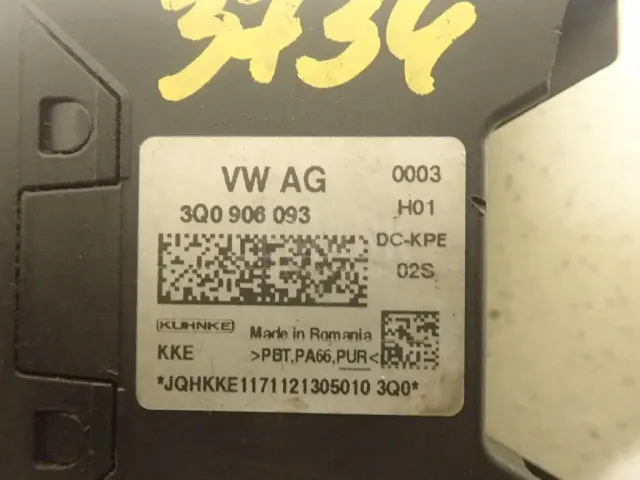 3734
VW AG 0003
3Q0 906 093 H01
DC-KPE
02S
KUHNKE Made in Romania
KKE >PBT,PA66,PUR<
*JQHKKE1171121305010 3Q0*